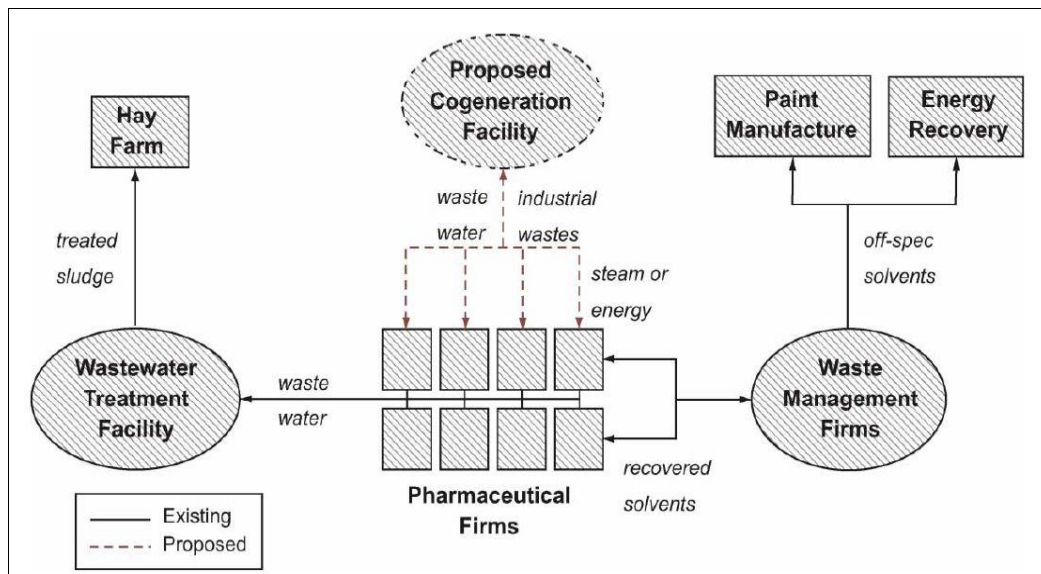 Proposed
Cogeneration
Facility
Hay
Farm
Paint
Manufacture
Energy
Recovery
waste
water
industrial
wastes
treated
sludge
steam or
energy
off-spec
solvents
Wastewater
Treatment
Facility
waste
water
Waste
Management
Firms
recovered
solvents
Pharmaceutical
Firms
Existing
Proposed